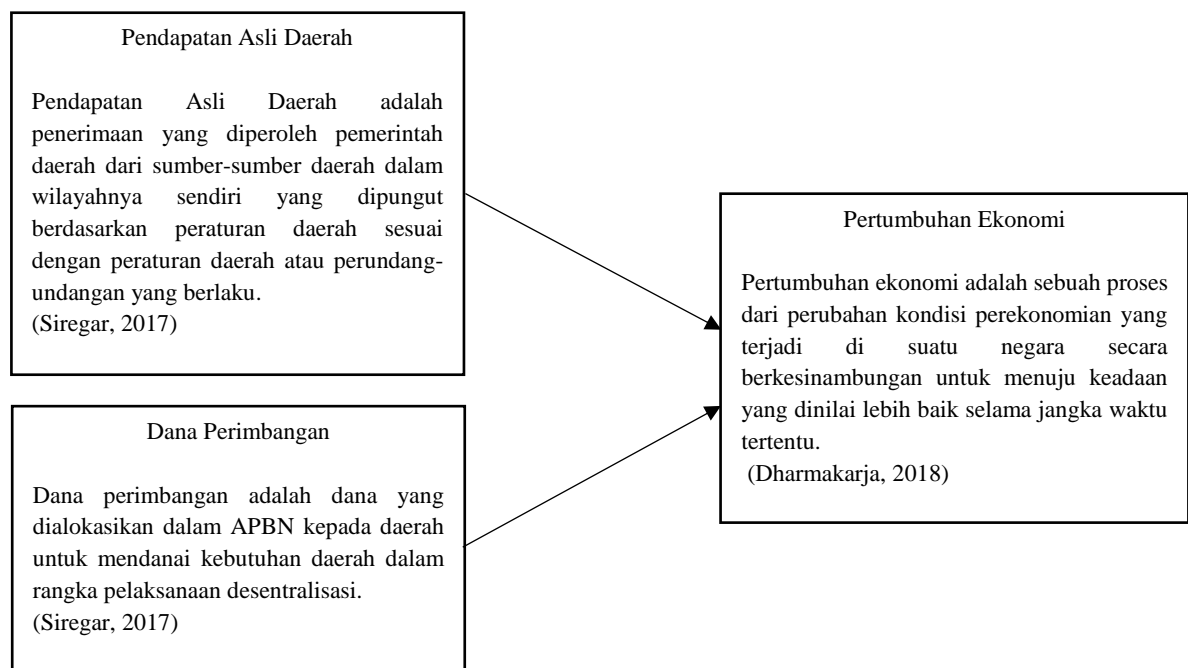 Pendapatan Asli Daerah
Pendapatan Asli Daerah adalah
penerimaan yang diperoleh pemerintah
daerah dari sumber-sumber daerah dalam
wilayahnya sendiri yang dipungut
berdasarkan peraturan daerah sesuai
dengan peraturan daerah atau perundang-
undangan yang berlaku.
(Siregar, 2017)
Dana Perimbangan
Dana perimbangan adalah dana yang
dialokasikan dalam APBN kepada daerah
untuk mendanai kebutuhan daerah dalam
rangka pelaksanaan desentralisasi.
(Siregar, 2017)
Pertumbuhan Ekonomi
Pertumbuhan ekonomi adalah sebuah proses
dari perubahan kondisi perekonomian yang
terjadi di suatu negara secara
berkesinambungan untuk menuju keadaan
yang dinilai lebih baik selama jangka waktu
tertentu.
(Dharmakarja, 2018)